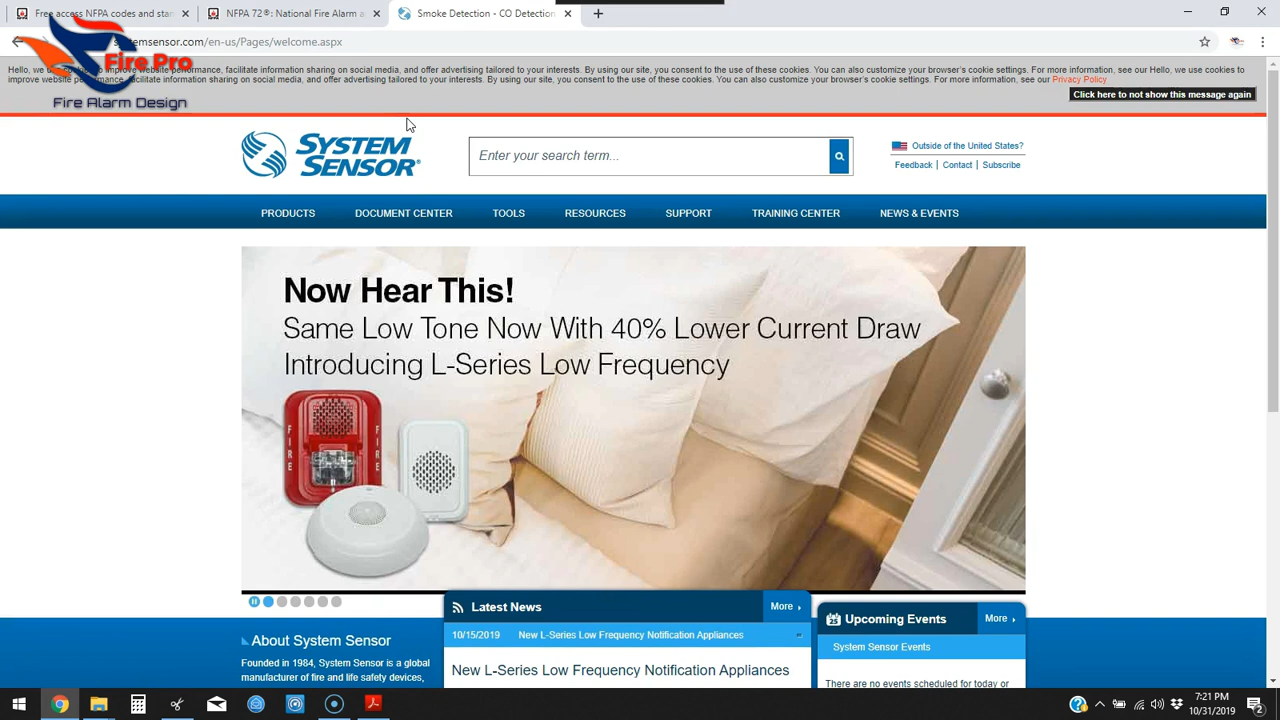 Free access NFPA codes and stan
NFPA 72®: National Fire Alarm a
Smoke Detection - CO Detection
systemsensor.com/en-us/Pages/welcome.aspx
Fire Pro
Fire Alarm Design
Hello, we u to improve website performance, facilitate information sharing on social media, and offer advertising tailored to your interests. By using our site, you consent to the use of these cookies. You can also customize your browser's cookie settings. For more information, see our Hello, we use cookies to
improve website performance, facilitate information sharing on social media, and offer advertising tailored to your interests. By using our site, you consent to the use of these cookies. You can also customize your browser's cookie settings. For more information, see our Privacy Policy
Click here to not show this message again
SYSTEM
SENSOR®
Enter your search term...
Outside of the United States?
Feedback | Contact | Subscribe
PRODUCTS DOCUMENT CENTER TOOLS RESOURCES SUPPORT TRAINING CENTER NEWS & EVENTS
Now Hear This!
Same Low Tone Now With 40% Lower Current Draw
Introducing L-Series Low Frequency
FIRE
FIRE
Latest News
More
Upcoming Events
More
10/15/2019 New L-Series Low Frequency Notification Appliances
System Sensor Events
About System Sensor
Founded in 1984, System Sensor is a global
manufacturer of fire and life safety devices,
New L-Series Low Frequency Notification Appliances
There are no events scheduled for today or
7:21 PM
10/31/2019
2